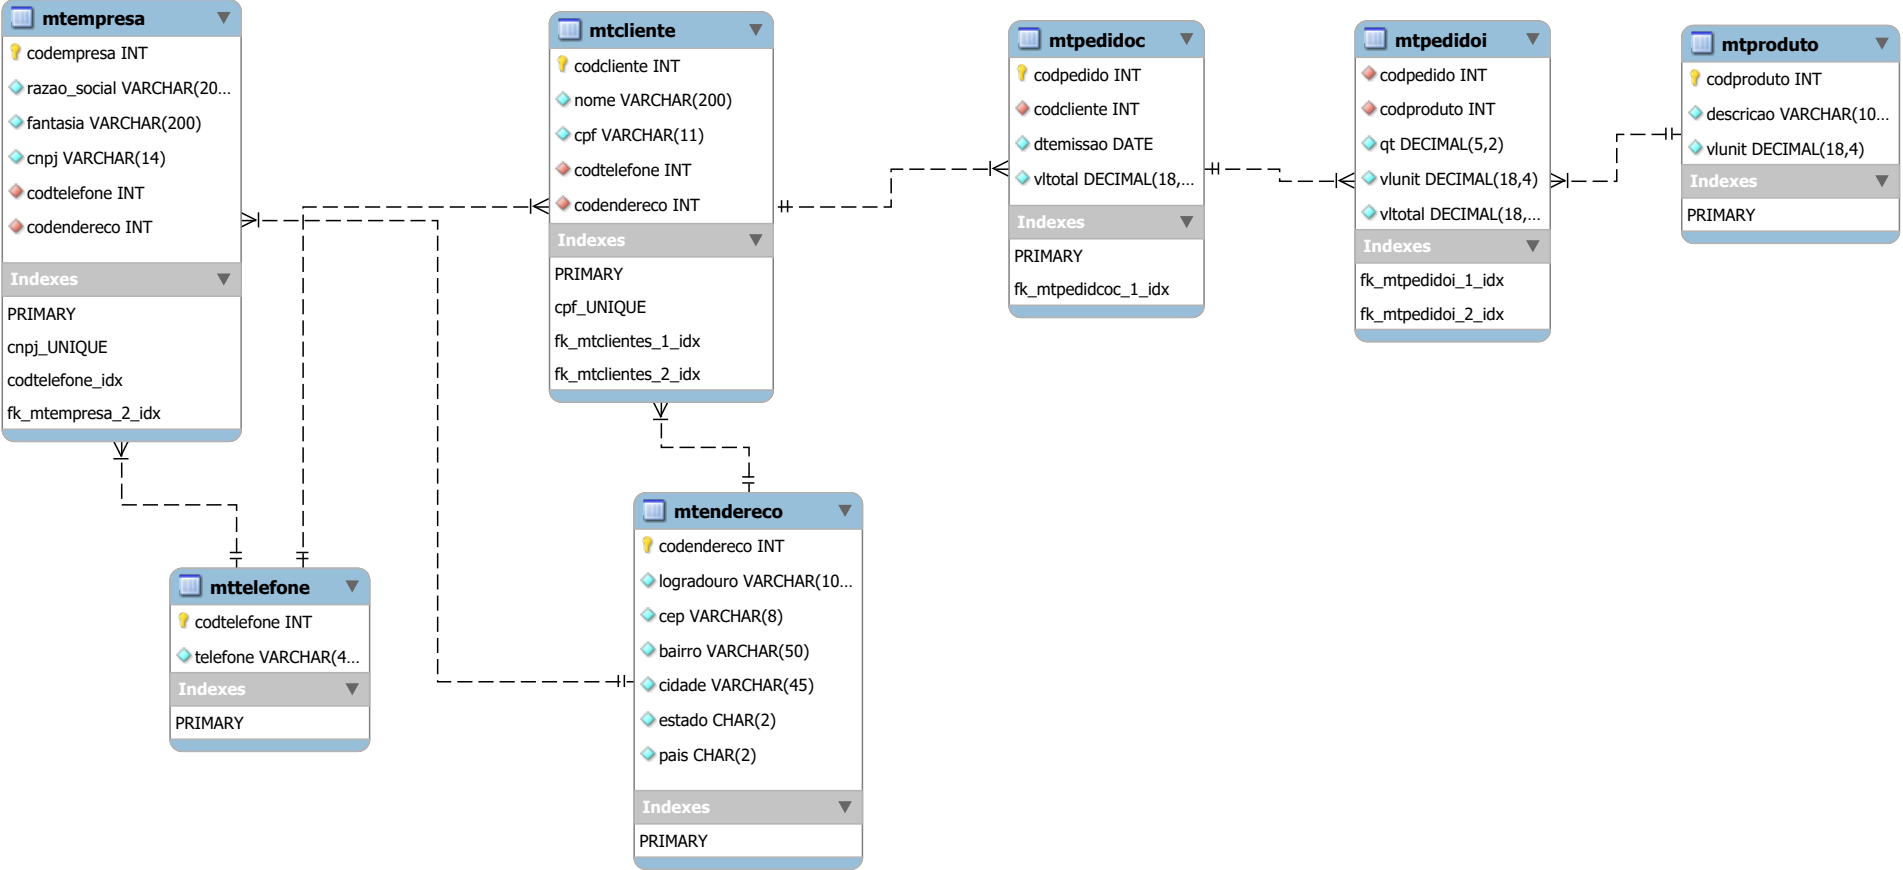 mtempresa
codempresa INT
razao_social VARCHAR(20...
fantasia VARCHAR(200)
cnpj VARCHAR(14)
codtelefone INT
codendereco INT
Indexes
PRIMARY
cnpj_UNIQUE
codtelefone_idx
fk_mtempresa_2_idx
mtcliente
codcliente INT
nome VARCHAR(200)
cpf VARCHAR(11)
codtelefone INT
codendereco INT
Indexes
PRIMARY
cpf_UNIQUE
fk_mtclientes_1_idx
fk_mtclientes_2_idx
mtpedidoc
codpedido INT
codcliente INT
dtemissao DATE
vltotal DECIMAL(18,...
Indexes
PRIMARY
fk_mtpedidcoc_1_idx
mtpedidoi
codpedido INT
codproduto INT
qt DECIMAL(5,2)
vlunit DECIMAL(18,4)
vltotal DECIMAL(18,...
Indexes
fk_mtpedidoi_1_idx
fk_mtpedidoi_2_idx
mtproduto
codproduto INT
descricao VARCHAR(10...
vlunit DECIMAL(18,4)
Indexes
PRIMARY
mttelefone
codtelefone INT
telefone VARCHAR(4...
Indexes
PRIMARY
mtendereco
codendereco INT
logradouro VARCHAR(10...
cep VARCHAR(8)
bairro VARCHAR(50)
cidade VARCHAR(45)
estado CHAR(2)
pais CHAR(2)
Indexes
PRIMARY